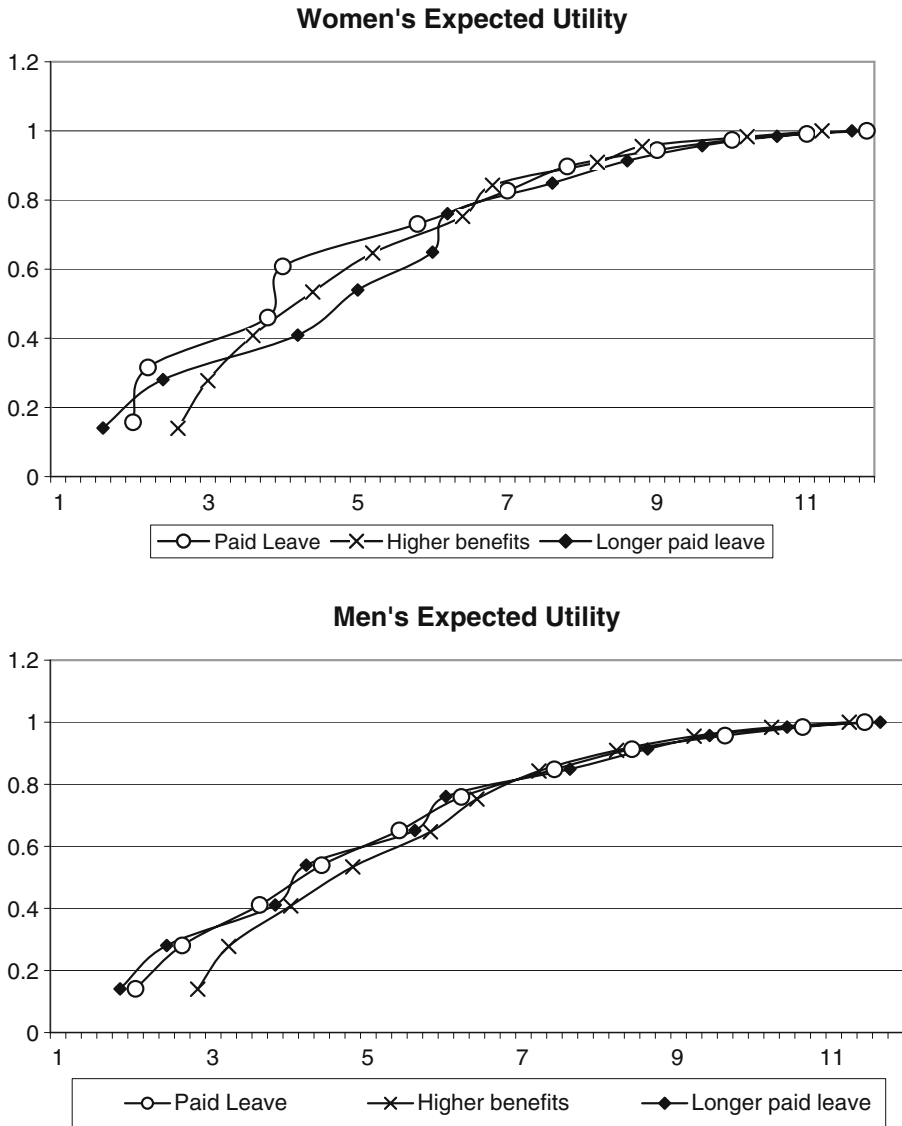 Women's Expected Utility
1.2
1
0.8
0.6
0.4
0.2
0
1 3 5 7 9 11
Paid Leave Higher benefits Longer paid leave
Men's Expected Utility
1.2
1
0.8
0.6
0.4
0.2
0
1 3 5 7 9 11
Paid Leave Higher benefits Longer paid leave